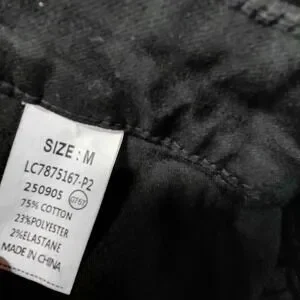 SIZE : M
LC7875167-P2
250905
75% COTTON
23%POLYESTER
2%ELASTANE
MADE IN CHINA